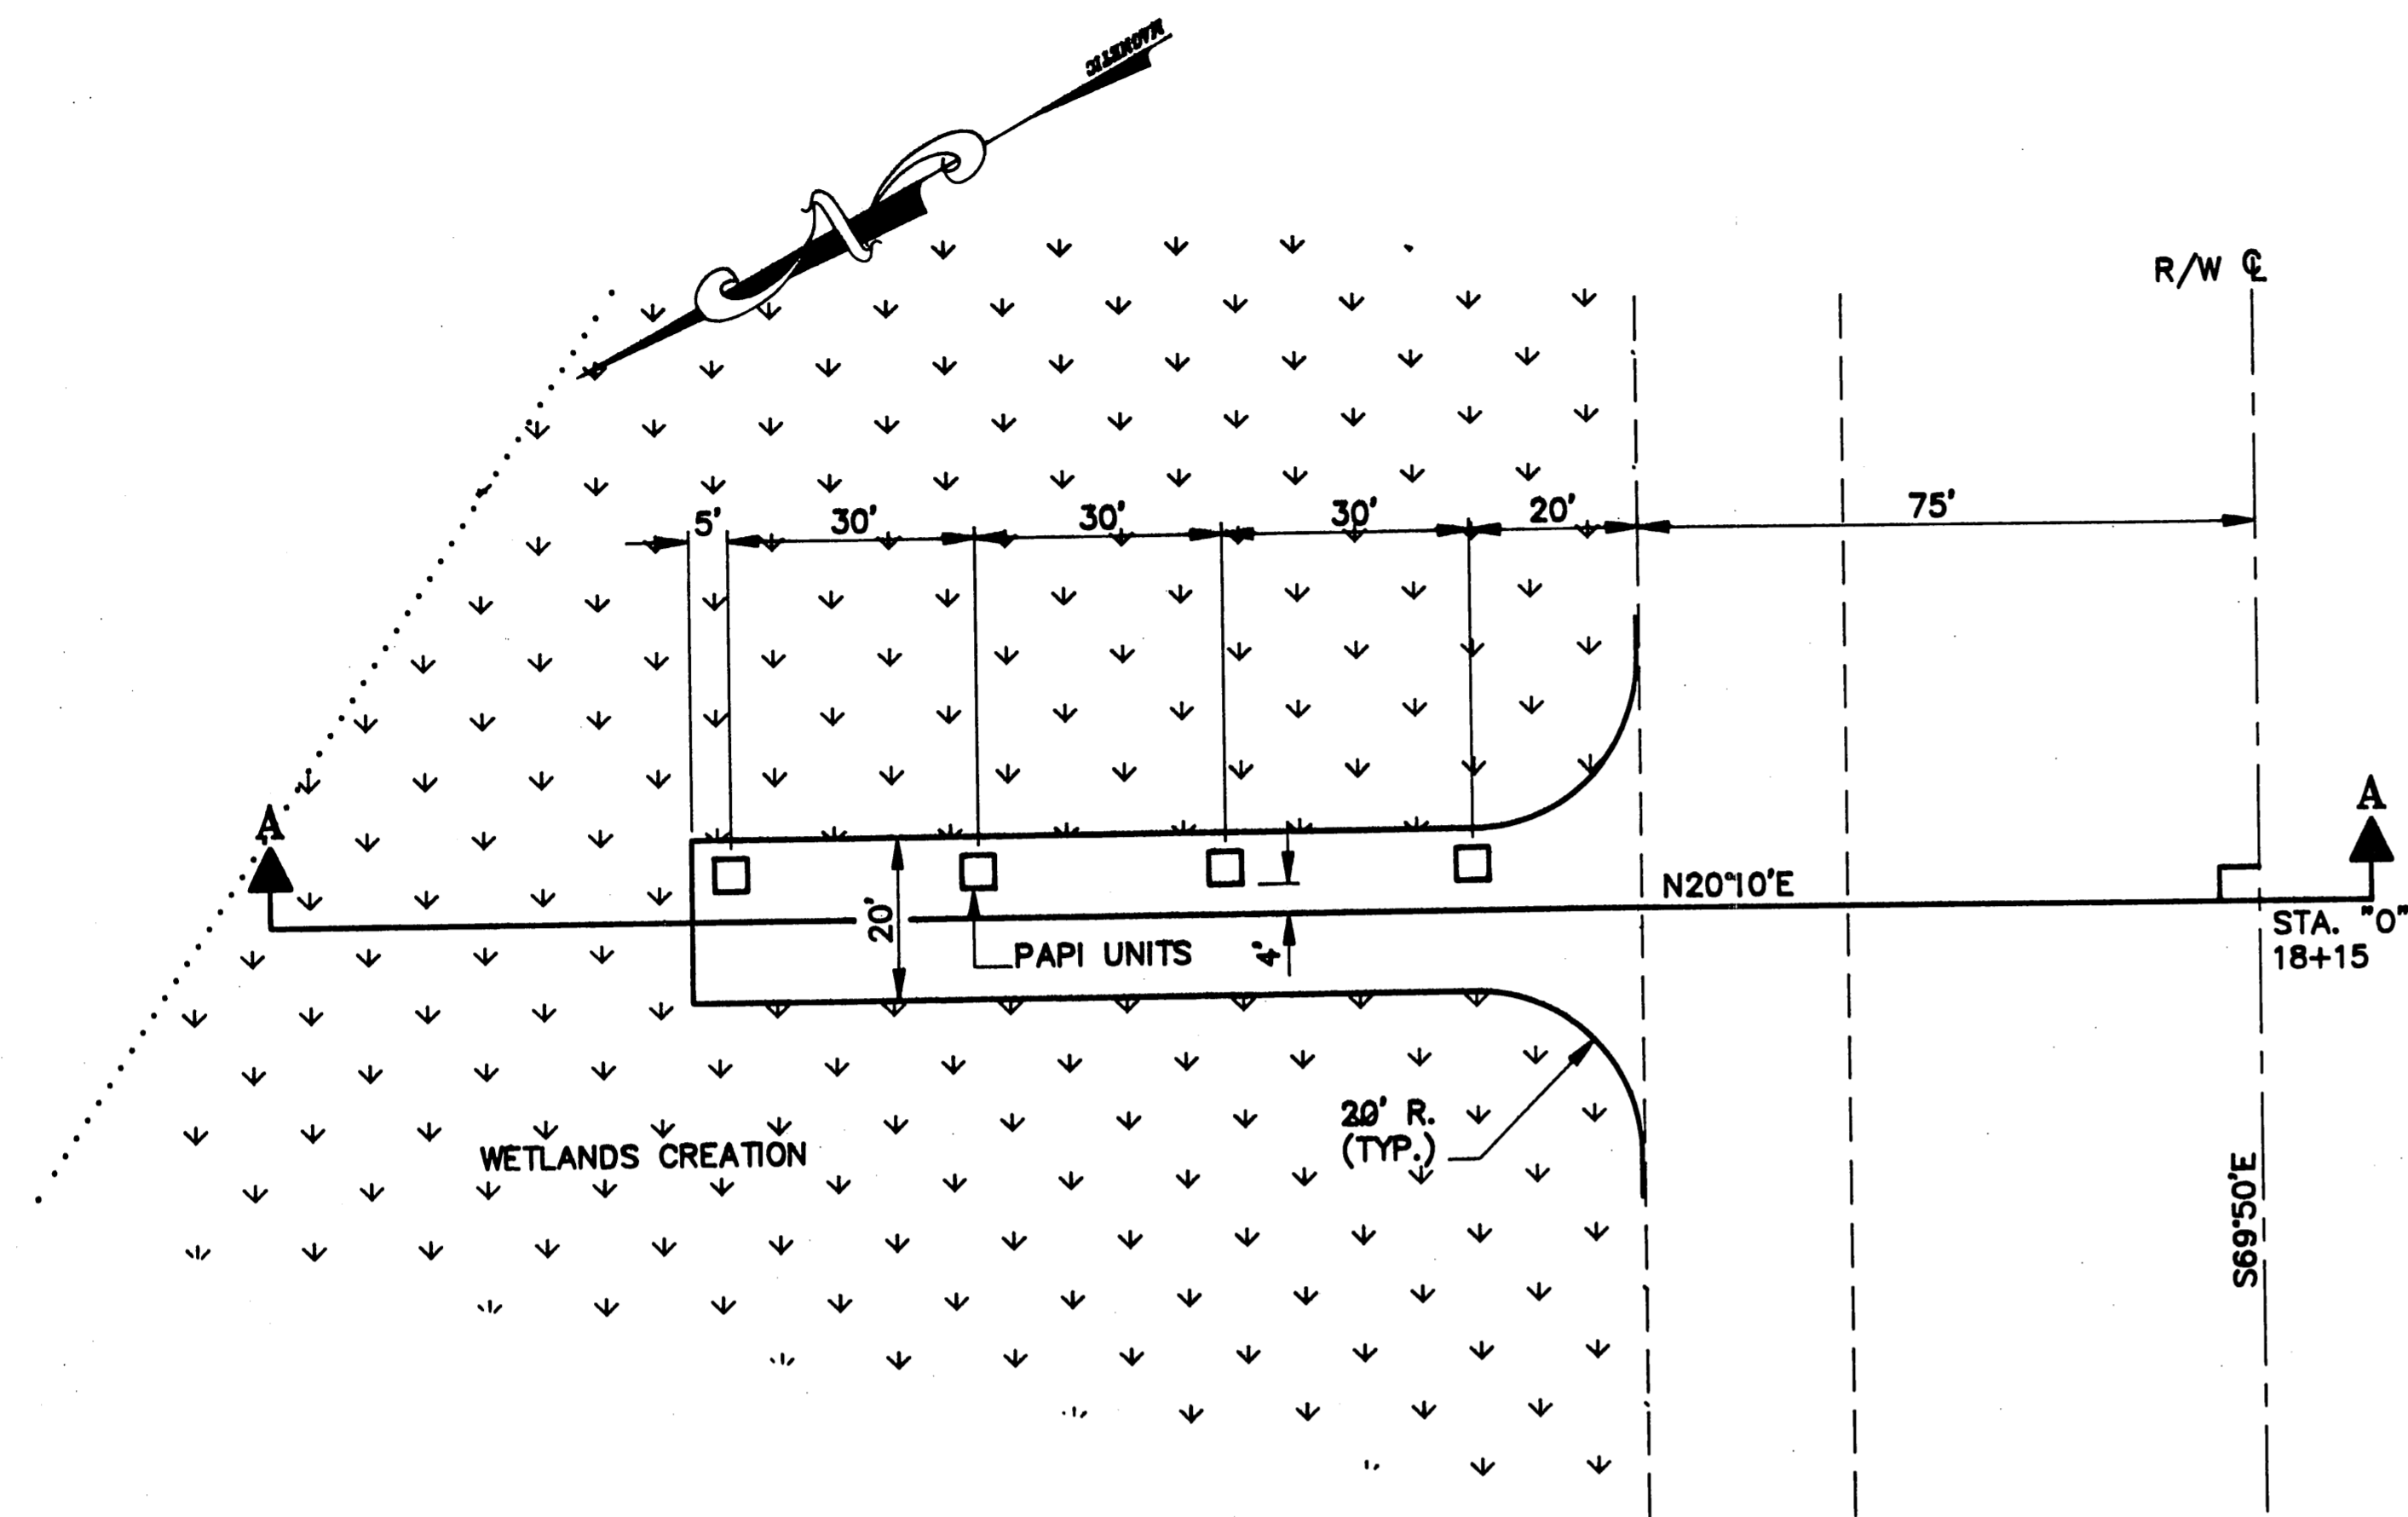 MAGNETIC
R/W ℄
5'
30'
30'
30'
20'
75'
A
A
N20°10'E
20'
PAPI UNITS
4'
STA. "O"
18+15
20' R.
(TYP.)
WETLANDS CREATION
S69°50'E